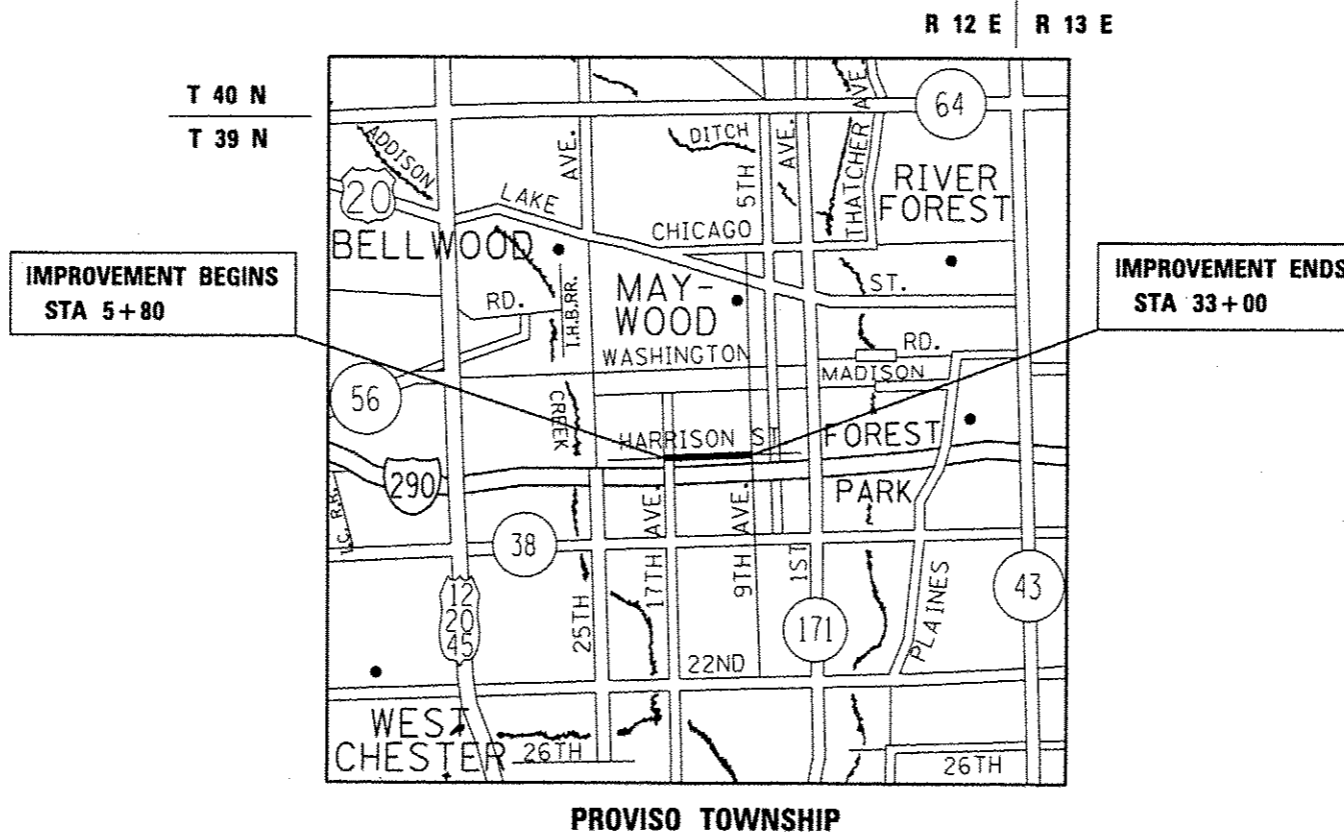 R 12 E R 13 E
T 40 N
T 39 N
ADDISON
AVE.
DITCH
5TH
AVE.
THATCHER AVE.
64
20
LAKE
RIVER
FOREST
CHICAGO
BELLWOOD
IMPROVEMENT BEGINS
STA 5+80
IMPROVEMENT ENDS
STA 33+00
RD.
I.H.B.RR.
MAY-
WOOD
ST.
WASHINGTON
RD.
MADISON
56
CREEK
HARRISON ST
FOREST
PARK
290
I.C. R.R.
38
17TH AVE.
9TH AVE.
1ST
25TH
PLAINES
43
12
20
45
171
22ND
WEST
CHESTER
26TH
26TH
PROVISO TOWNSHIP